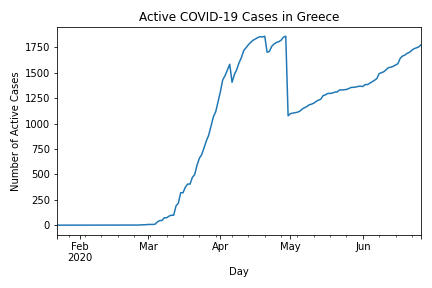 Active COVID-19 Cases in Greece
Number of Active Cases
1750
1500
1250
1000
750
500
250
0
Feb
2020
Mar
Apr
May
Jun
Day